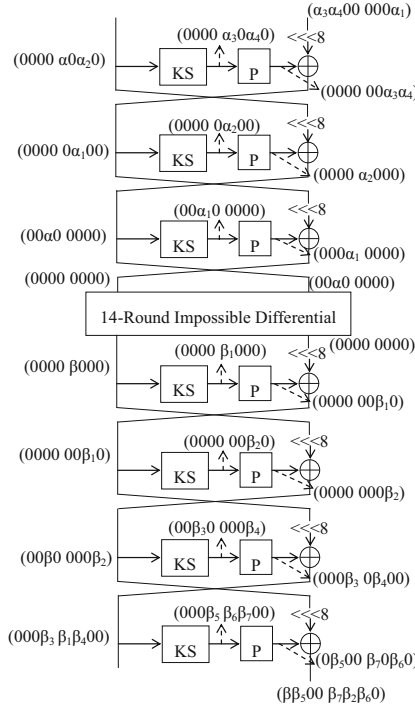 (α₃α₄00 000α₁)
(0000 α₃0α₄0) <<<8
(0000 α0α₂0) KS P
(0000 00α₃α₄)
(0000 0α₂00) <<<8
(0000 0α₁00) KS P
(0000 α₂000)
(00α₁0 0000) <<<8
(00α0 0000) KS P
(000α₁ 0000)
(0000 0000) (00α0 0000)
14-Round Impossible Differential
(0000 0000)
(0000 β000) (0000 β₁000) <<<8
KS P
(0000 00β₁0)
(0000 00β₂0) <<<8
(0000 00β₁0) KS P
(0000 000β₂)
(00β₃0 000β₄) <<<8
(00β0 000β₂) KS P
(000β₃ 0β₄00)
(000β₅ β₆β₇00) <<<8
(000β₃ β₁β₄00) KS P
(0β₅00 β₇0β₆0)
(ββ₅00 β₇β₂β₆0)